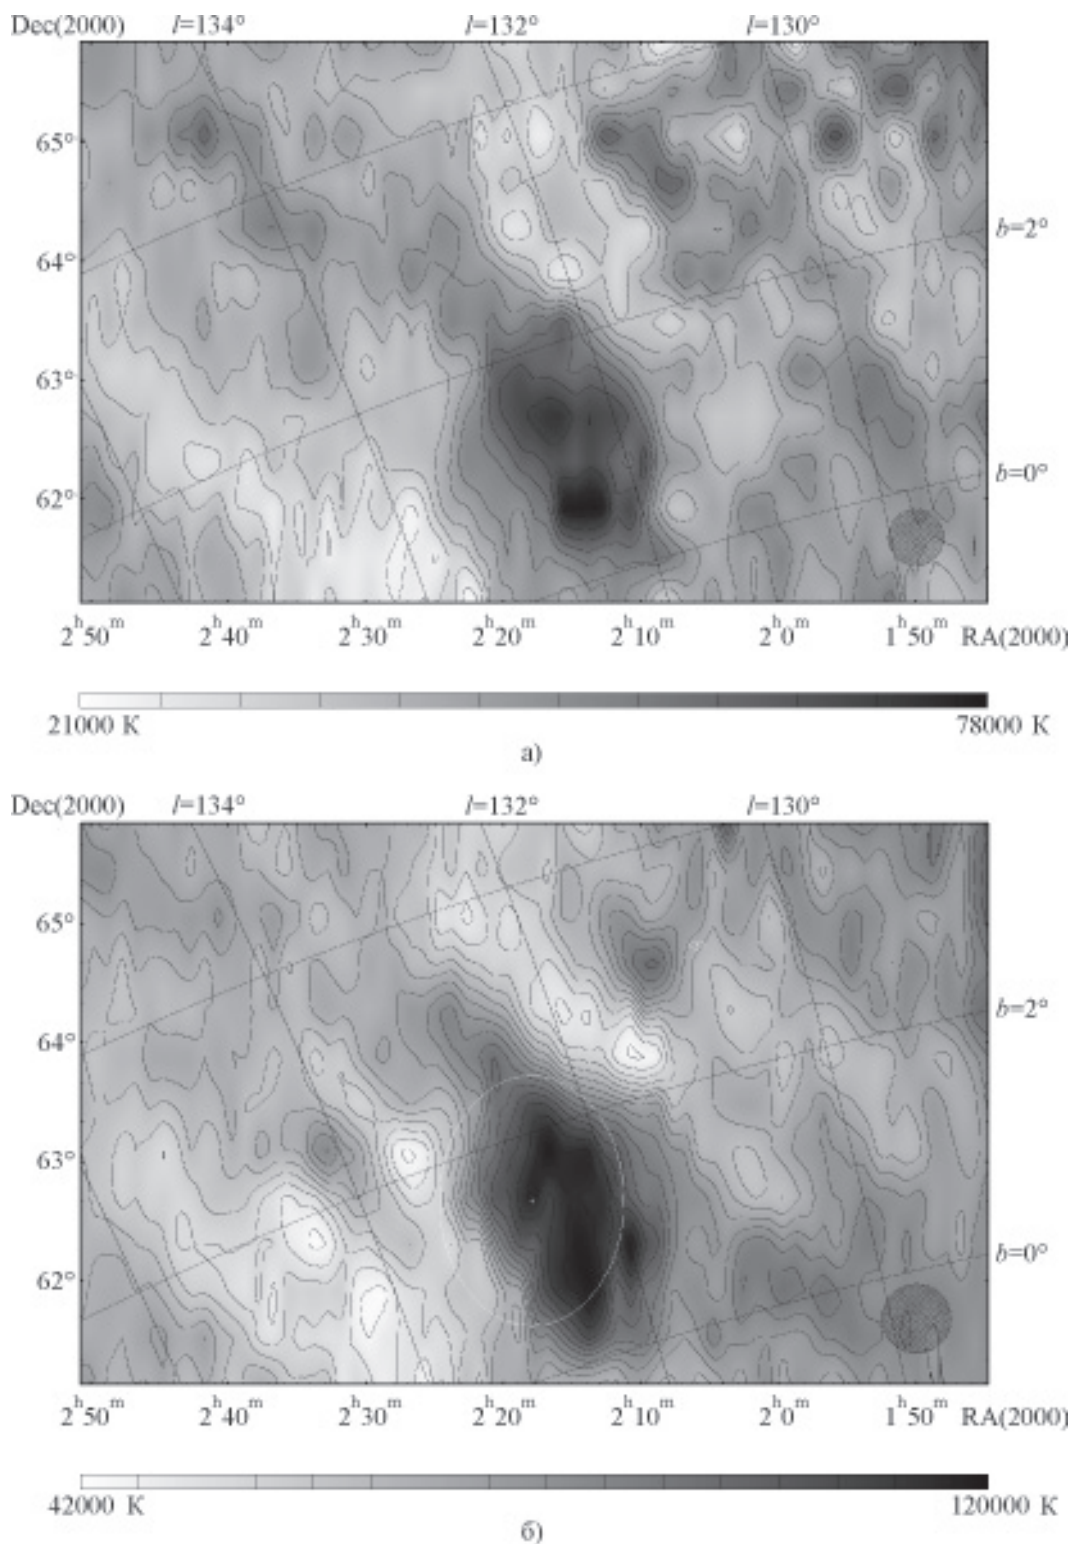 Dec(2000) l=134° l=132° l=130°
65°
b=2°
64°
63°
b=0°
62°
2ʰ50ᵐ 2ʰ40ᵐ 2ʰ30ᵐ 2ʰ20ᵐ 2ʰ10ᵐ 2ʰ0ᵐ 1ʰ50ᵐ RA(2000)
21000 K 78000 K
а)
Dec(2000) l=134° l=132° l=130°
65°
b=2°
64°
63°
b=0°
62°
2ʰ50ᵐ 2ʰ40ᵐ 2ʰ30ᵐ 2ʰ20ᵐ 2ʰ10ᵐ 2ʰ0ᵐ 1ʰ50ᵐ RA(2000)
42000 K 120000 K
б)